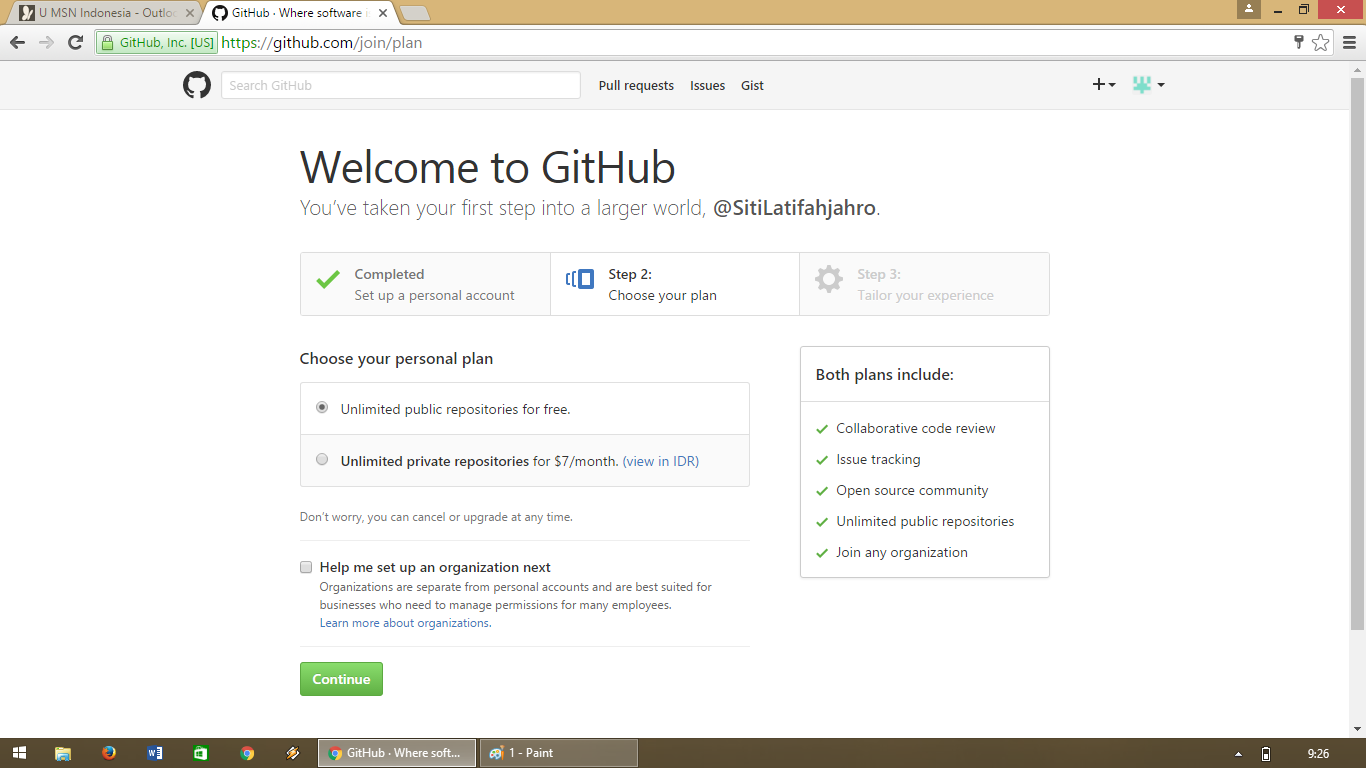 U MSN Indonesia - Outlo
GitHub · Where software i
GitHub, Inc. [US] https://github.com/join/plan
Search GitHub
Pull requests Issues Gist
Welcome to GitHub
You've taken your first step into a larger world, @SitiLatifahjahro.
Completed
Set up a personal account
Step 2:
Choose your plan
Step 3:
Tailor your experience
Choose your personal plan
Unlimited public repositories for free.
Unlimited private repositories for $7/month. (view in IDR)
Don't worry, you can cancel or upgrade at any time.
Help me set up an organization next
Organizations are separate from personal accounts and are best suited for
businesses who need to manage permissions for many employees.
Learn more about organizations.
Continue
Both plans include:
Collaborative code review
Issue tracking
Open source community
Unlimited public repositories
Join any organization
GitHub · Where soft...
1 - Paint
9:26